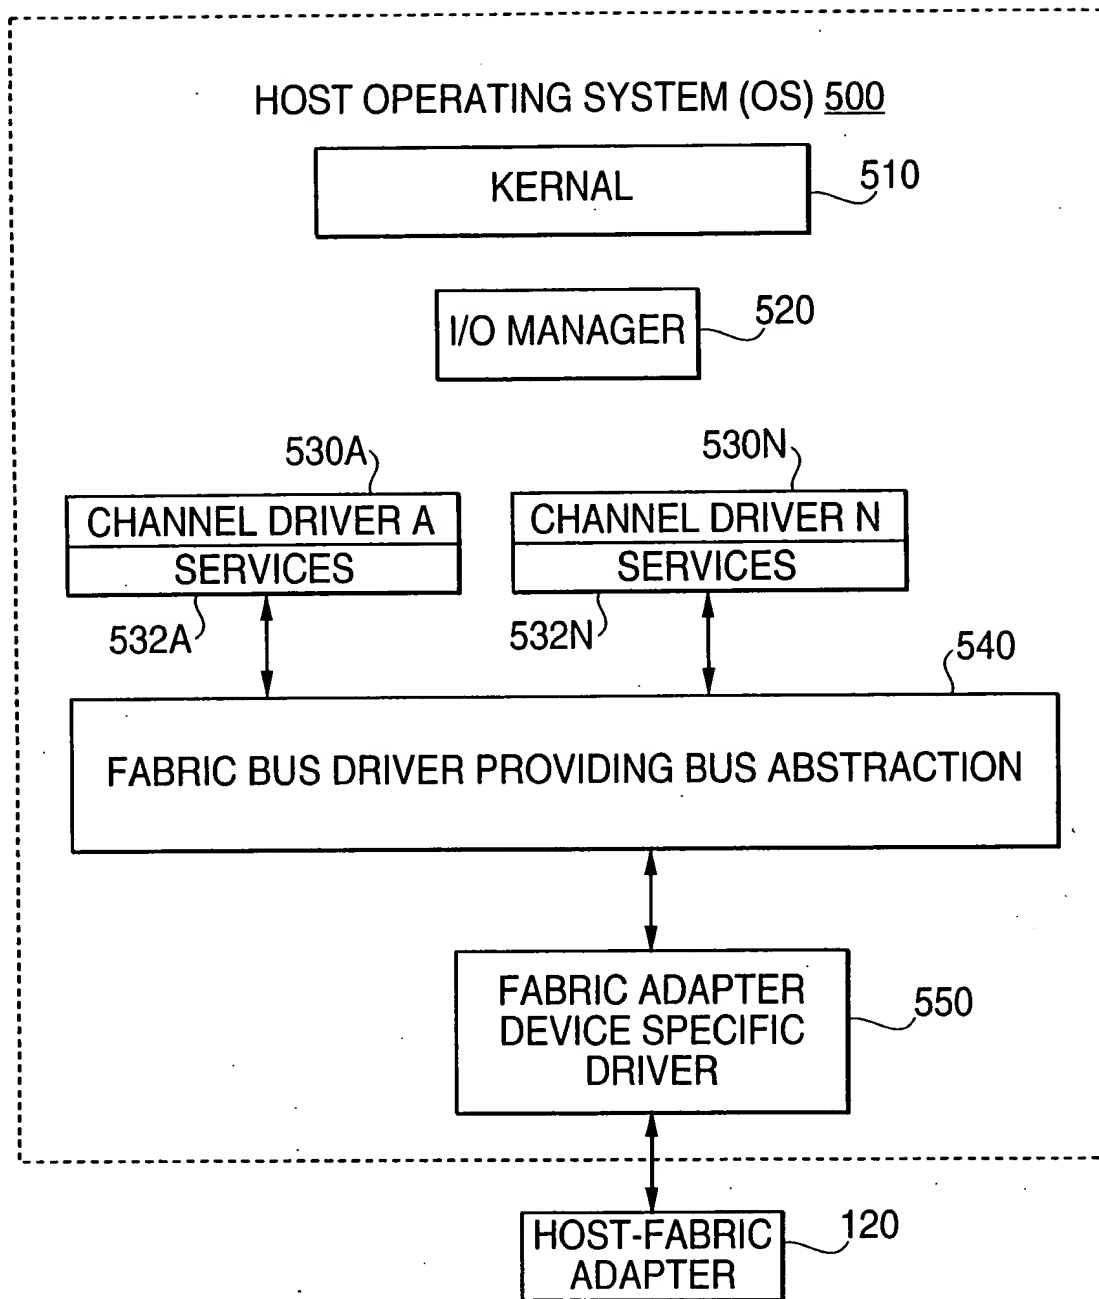 HOST OPERATING SYSTEM (OS) 500
KERNAL
510
I/O MANAGER
520
530A
530N
CHANNEL DRIVER A
SERVICES
CHANNEL DRIVER N
SERVICES
532A
532N
540
FABRIC BUS DRIVER PROVIDING BUS ABSTRACTION
FABRIC ADAPTER
DEVICE SPECIFIC
DRIVER
550
HOST-FABRIC
ADAPTER
120